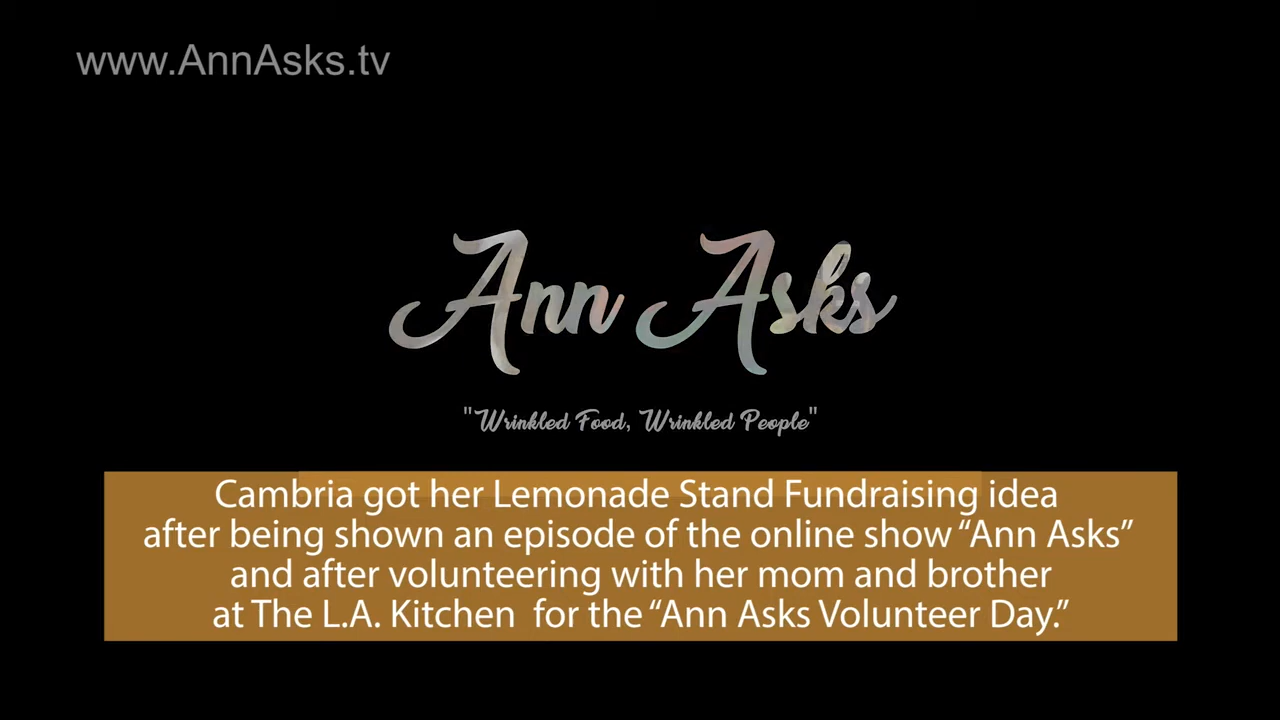 www.AnnAsks.tv
Ann Asks
"Wrinkled Food, Wrinkled People"
Cambria got her Lemonade Stand Fundraising idea
after being shown an episode of the online show “Ann Asks”
and after volunteering with her mom and brother
at The L.A. Kitchen  for the “Ann Asks Volunteer Day.”